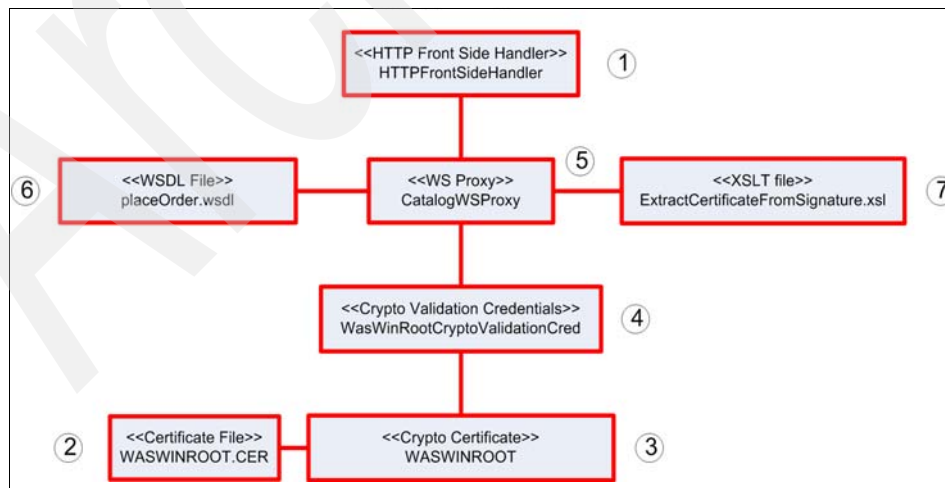 <<HTTP Front Side Handler>>
HTTPFrontSideHandler
1
5
6
<<WSDL File>>
placeOrder.wsdl
<<WS Proxy>>
CatalogWSProxy
<<XSLT file>>
ExtractCertificateFromSignature.xsl
7
<<Crypto Validation Credentials>>
WasWinRootCryptoValidationCred
4
2
<<Certificate File>>
WASWINROOT.CER
<<Crypto Certificate>>
WASWINROOT
3